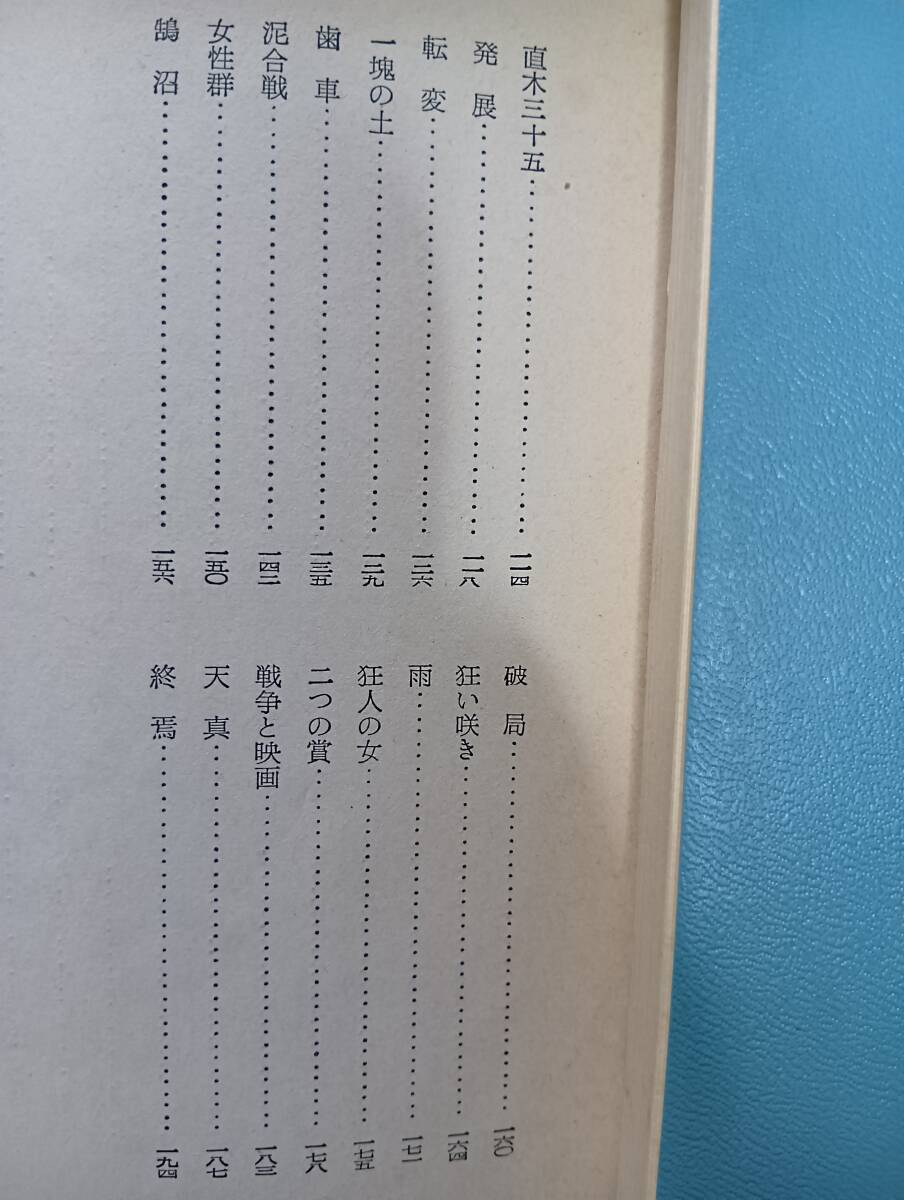 直木三十五……………一一四
発展……………一一八
転変……………一二六
一塊の土……………一二九
歯車……………一三五
泥合戦……………一四二
女性群……………一五〇
鵠沼……………一五六
破局……………一六〇
狂い咲き……………一六四
雨……………一七一
狂人の女……………一七五
二つの賞……………一七八
戦争と映画……………一八三
天真……………一八七
終焉……………一九四